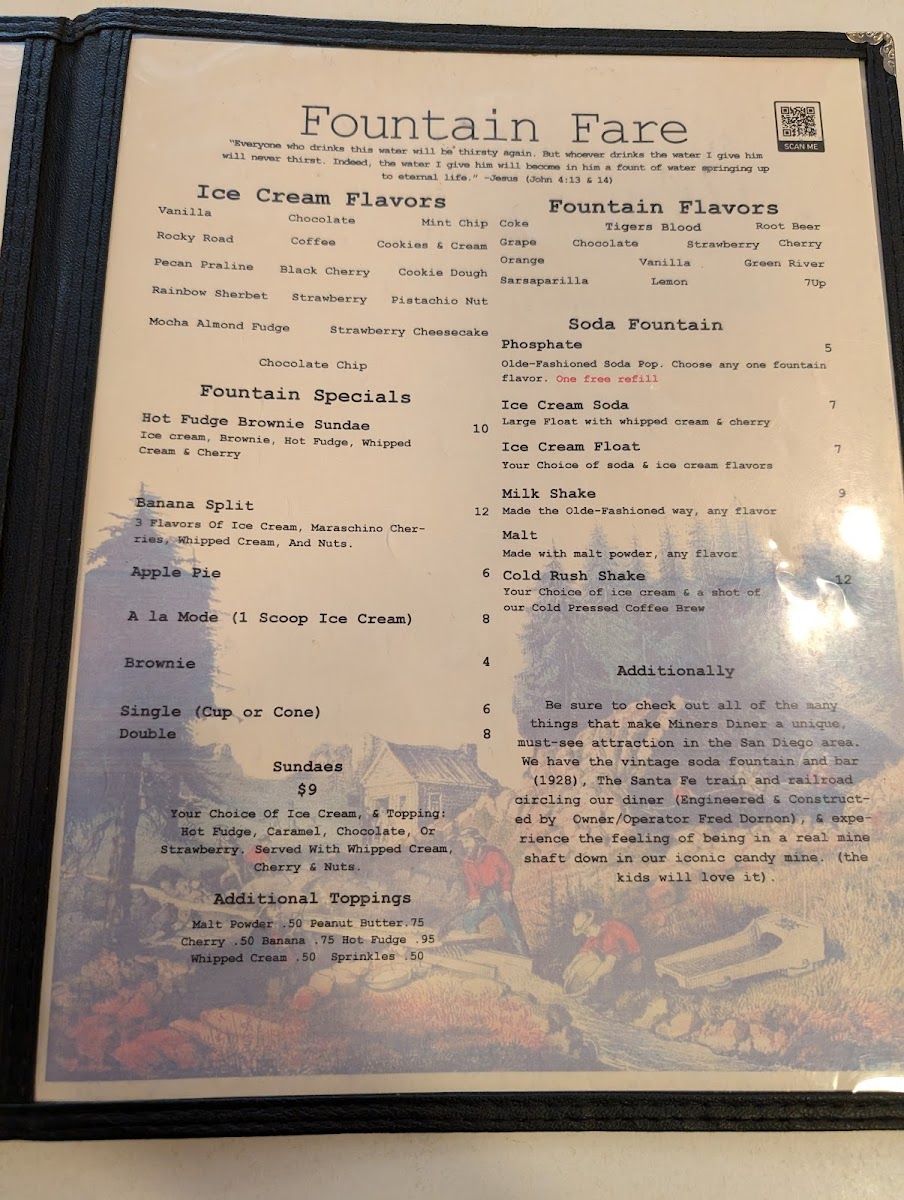 Fountain Fare
SCAN ME
"Everyone who drinks this water will be thirsty again. But whoever drinks the water I give him
will never thirst. Indeed, the water I give him will become in him a fount of water springing up
to eternal life." -Jesus (John 4:13 & 14)
Ice Cream Flavors
Vanilla Chocolate Mint Chip
Rocky Road Coffee Cookies & Cream
Pecan Praline Black Cherry Cookie Dough
Rainbow Sherbet Strawberry Pistachio Nut
Mocha Almond Fudge Strawberry Cheesecake
Chocolate Chip
Fountain Specials
Hot Fudge Brownie Sundae 10
Ice cream, Brownie, Hot Fudge, Whipped
Cream & Cherry
Banana Split 12
3 Flavors Of Ice Cream, Maraschino Cher-
ries, Whipped Cream, And Nuts.
Apple Pie 6
A la Mode (1 Scoop Ice Cream) 8
Brownie 4
Single (Cup or Cone) 6
Double 8
Sundaes
$9
Your Choice Of Ice Cream, & Topping:
Hot Fudge, Caramel, Chocolate, Or
Strawberry. Served With Whipped Cream,
Cherry & Nuts.
Additional Toppings
Malt Powder .50 Peanut Butter.75
Cherry .50 Banana .75 Hot Fudge .95
Whipped Cream .50 Sprinkles .50
Fountain Flavors
Coke Tigers Blood Root Beer
Grape Chocolate Strawberry Cherry
Orange Vanilla Green River
Sarsaparilla Lemon 7Up
Soda Fountain
Phosphate 5
Olde-Fashioned Soda Pop. Choose any one fountain
flavor. One free refill
Ice Cream Soda 7
Large Float with whipped cream & cherry
Ice Cream Float 7
Your Choice of soda & ice cream flavors
Milk Shake 9
Made the Olde-Fashioned way, any flavor
Malt
Made with malt powder, any flavor
Cold Rush Shake 12
Your Choice of ice cream & a shot of
our Cold Pressed Coffee Brew
Additionally
Be sure to check out all of the many
things that make Miners Diner a unique,
must-see attraction in the San Diego area.
We have the vintage soda fountain and bar
(1928), The Santa Fe train and railroad
circling our diner (Engineered & Construct-
ed by Owner/Operator Fred Dornon), & expe-
rience the feeling of being in a real mine
shaft down in our iconic candy mine. (the
kids will love it).